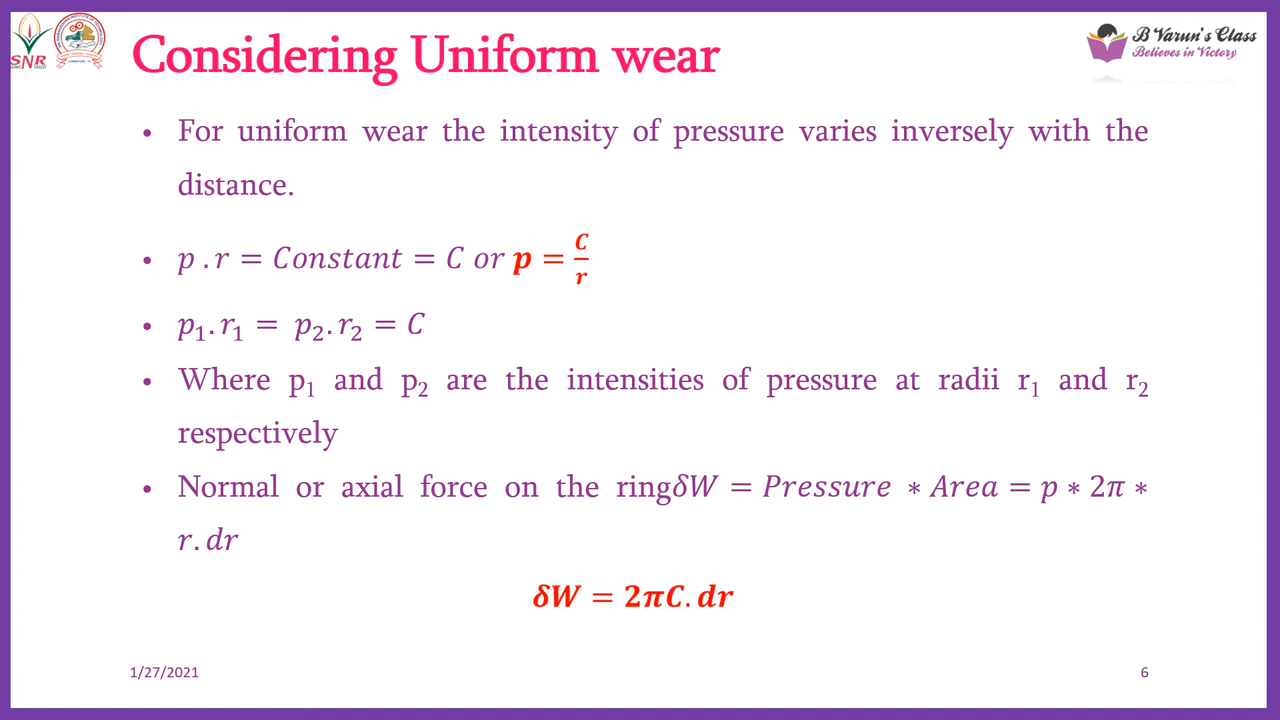 SNR
Considering Uniform wear
B Varun's Class
Believes in Victory
• For uniform wear the intensity of pressure varies inversely with the
distance.
• p . r = Constant = C or p = C/r
• p₁. r₁ = p₂. r₂ = C
• Where p₁ and p₂ are the intensities of pressure at radii r₁ and r₂
respectively
• Normal or axial force on the ringδW = Pressure ∗ Area = p ∗ 2π ∗
r. dr
δW = 2πC. dr
1/27/2021
6